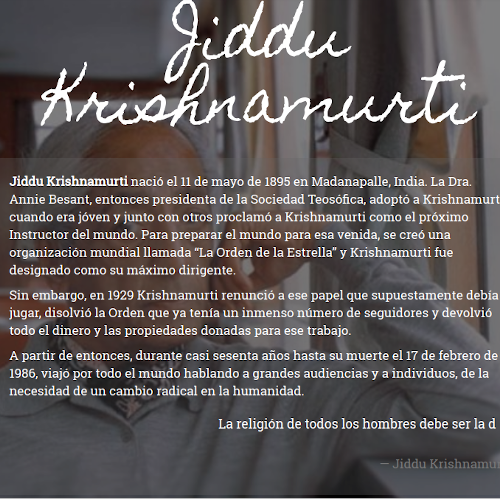 Jiddu
Krishnamurti
Jiddu Krishnamurti nació el 11 de mayo de 1895 en Madanapalle, India. La Dra.
Annie Besant, entonces presidenta de la Sociedad Teosófica, adoptó a Krishnamurt
cuando era jóven y junto con otros proclamó a Krishnamurti como el próximo
Instructor del mundo. Para preparar el mundo para esa venida, se creó una
organización mundial llamada “La Orden de la Estrella” y Krishnamurti fue
designado como su máximo dirigente.
Sin embargo, en 1929 Krishnamurti renunció a ese papel que supuestamente debía
jugar, disolvió la Orden que ya tenía un inmenso número de seguidores y devolvió
todo el dinero y las propiedades donadas para ese trabajo.
A partir de entonces, durante casi sesenta años hasta su muerte el 17 de febrero de
1986, viajó por todo el mundo hablando a grandes audiencias y a individuos, de la
necesidad de un cambio radical en la humanidad.
La religión de todos los hombres debe ser la d
— Jiddu Krishnamur